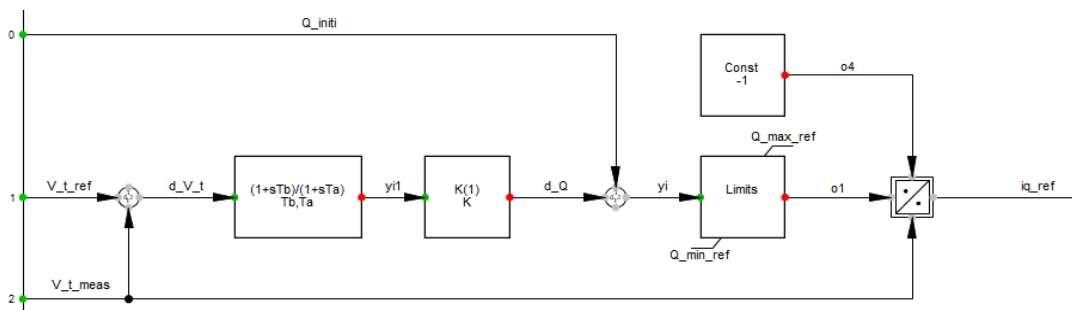 0
Q_initi
Const
-1
o4
Q_max_ref
1
V_t_ref
d_V_t
(1+sTb)/(1+sTa)
Tb,Ta
yi1
K(1)
K
d_Q
yi
Limits
o1
iq_ref
Q_min_ref
2
V_t_meas